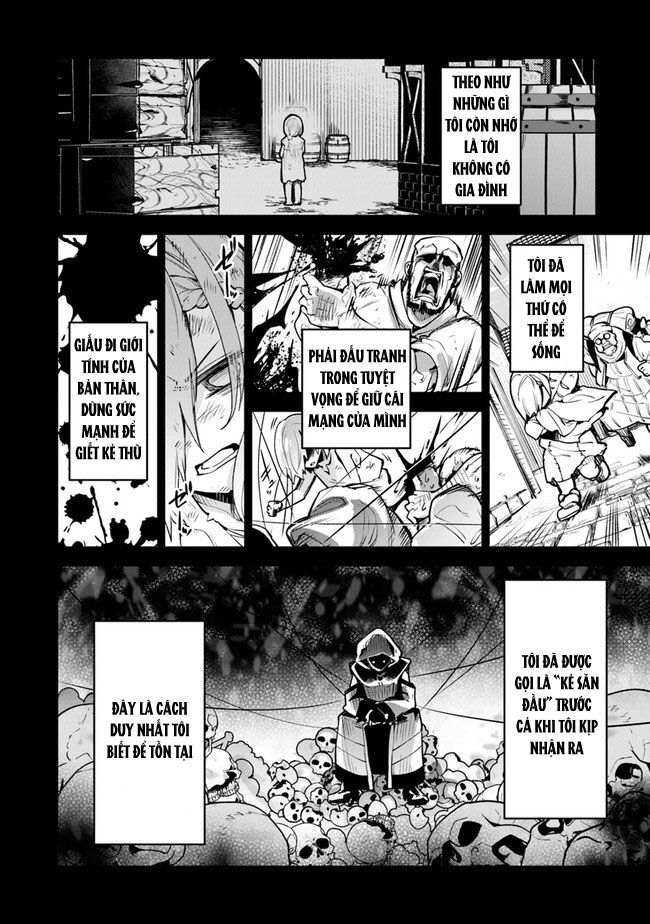 THEO NHƯ
NHỮNG GÌ
TÔI CÒN NHỚ
LÀ TÔI
KHÔNG CÓ
GIA ĐÌNH
TÔI ĐÃ
LÀM MỌI
THỨ CÓ
THỂ ĐỂ
SỐNG
PHẢI ĐẤU TRANH
TRONG TUYỆT
VỌNG ĐỂ GIỮ CÁI
MẠNG CỦA MÌNH
GIẤU ĐI GIỚI
TÍNH CỦA
BẢN THÂN,
DÙNG SỨC
MẠNH ĐỂ
GIẾT KẺ THÙ
ゼ
ゼ
TÔI ĐÃ ĐƯỢC
GỌI LÀ “KẺ SĂN
ĐẦU” TRƯỚC
CẢ KHI TÔI KỊP
NHẬN RA
ĐÂY LÀ CÁCH
DUY NHẤT TÔI
BIẾT ĐỂ TỒN TẠI